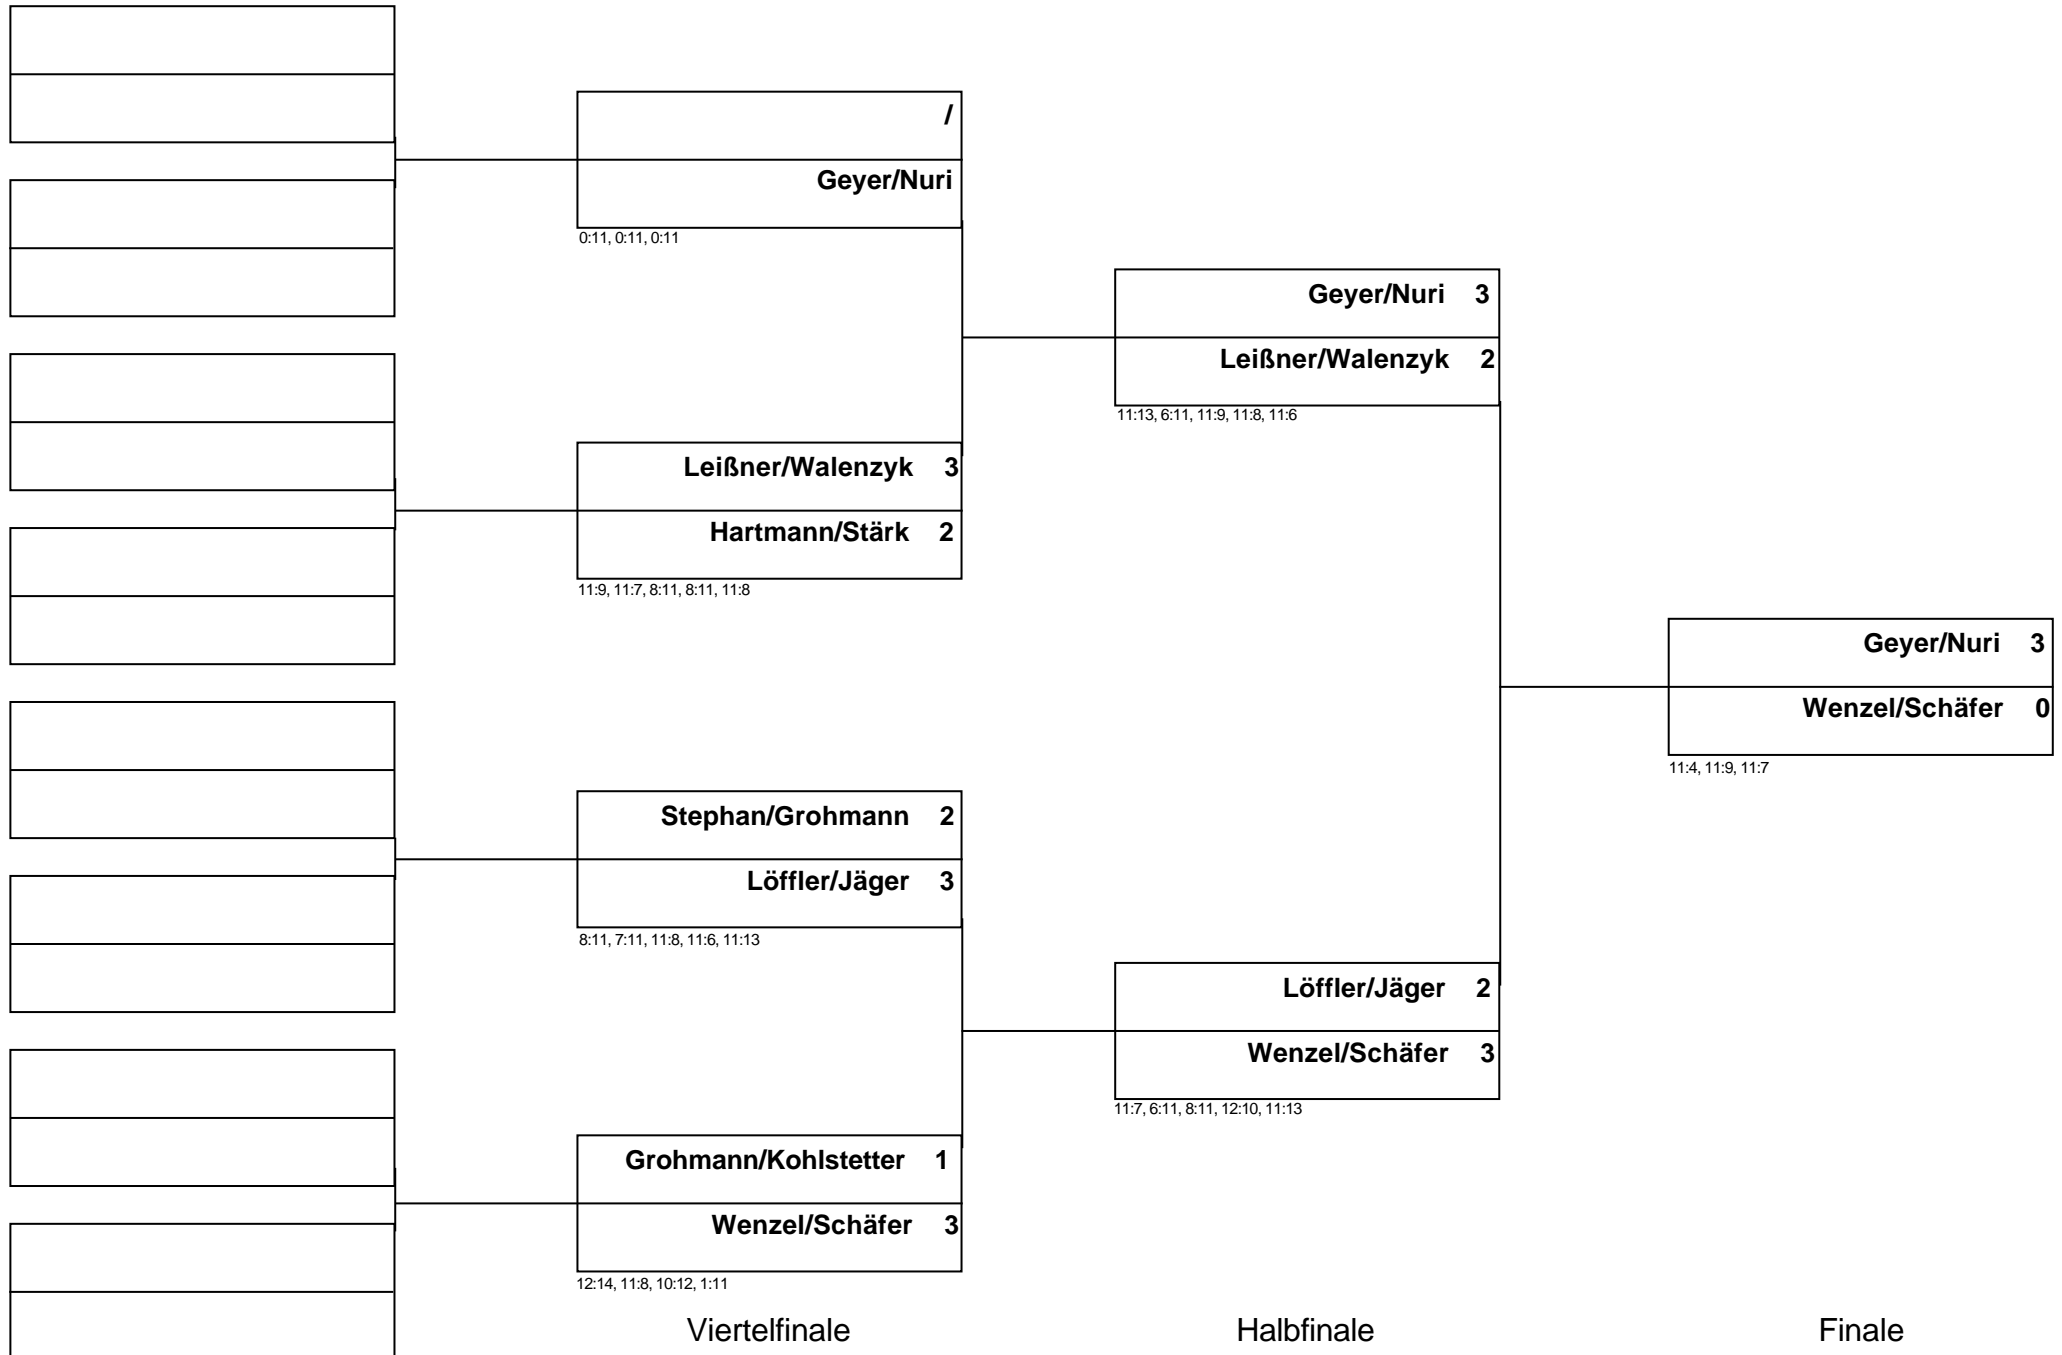 /
Geyer/Nuri
0:11, 0:11, 0:11
Leißner/Walenzyk 3
Hartmann/Stärk 2
11:9, 11:7, 8:11, 8:11, 11:8
Stephan/Grohmann 2
Löffler/Jäger 3
8:11, 7:11, 11:8, 11:6, 11:13
Grohmann/Kohlstetter 1
Wenzel/Schäfer 3
12:14, 11:8, 10:12, 1:11
Viertelfinale
Geyer/Nuri 3
Leißner/Walenzyk 2
11:13, 6:11, 11:9, 11:8, 11:6
Löffler/Jäger 2
Wenzel/Schäfer 3
11:7, 6:11, 8:11, 12:10, 11:13
Halbfinale
Geyer/Nuri 3
Wenzel/Schäfer 0
11:4, 11:9, 11:7
Finale